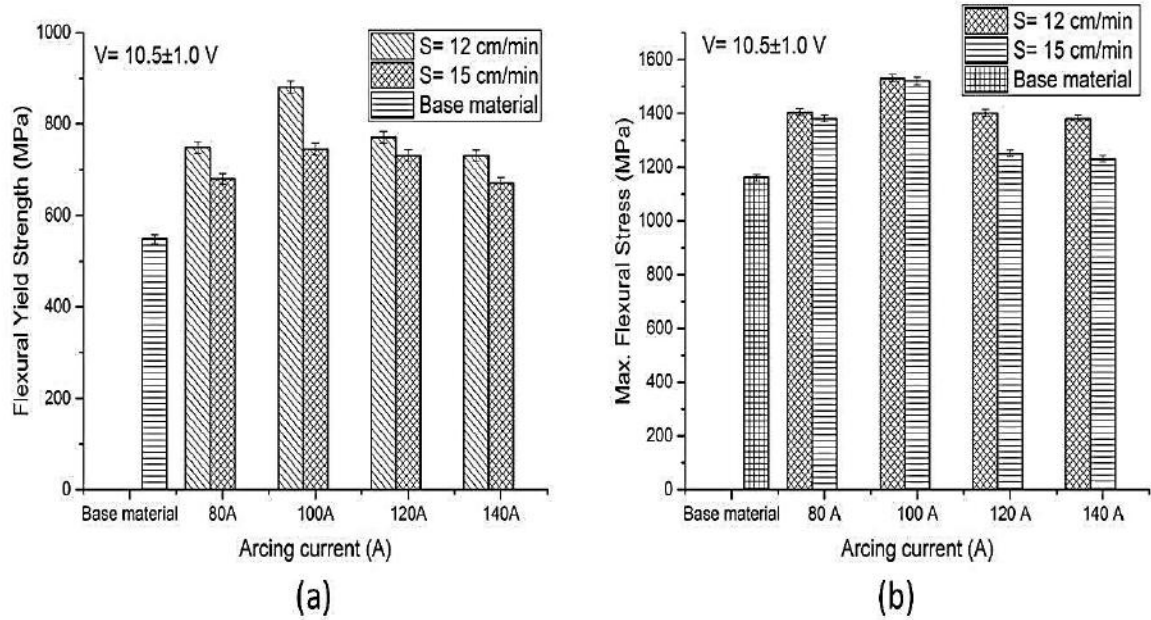 V= 10.5±1.0 V
S= 12 cm/min
S= 15 cm/min
Base material
Flexural Yield Strength (MPa)
1000
800
600
400
200
0
Base material 80A 100A 120A 140A
Arcing current (A)
(a)
V= 10.5±1.0 V
S= 12 cm/min
S= 15 cm/min
Base material
Max. Flexural Stress (MPa)
1600
1400
1200
1000
800
600
400
200
0
Base material 80 A 100 A 120 A 140 A
Arcing current (A)
(b)